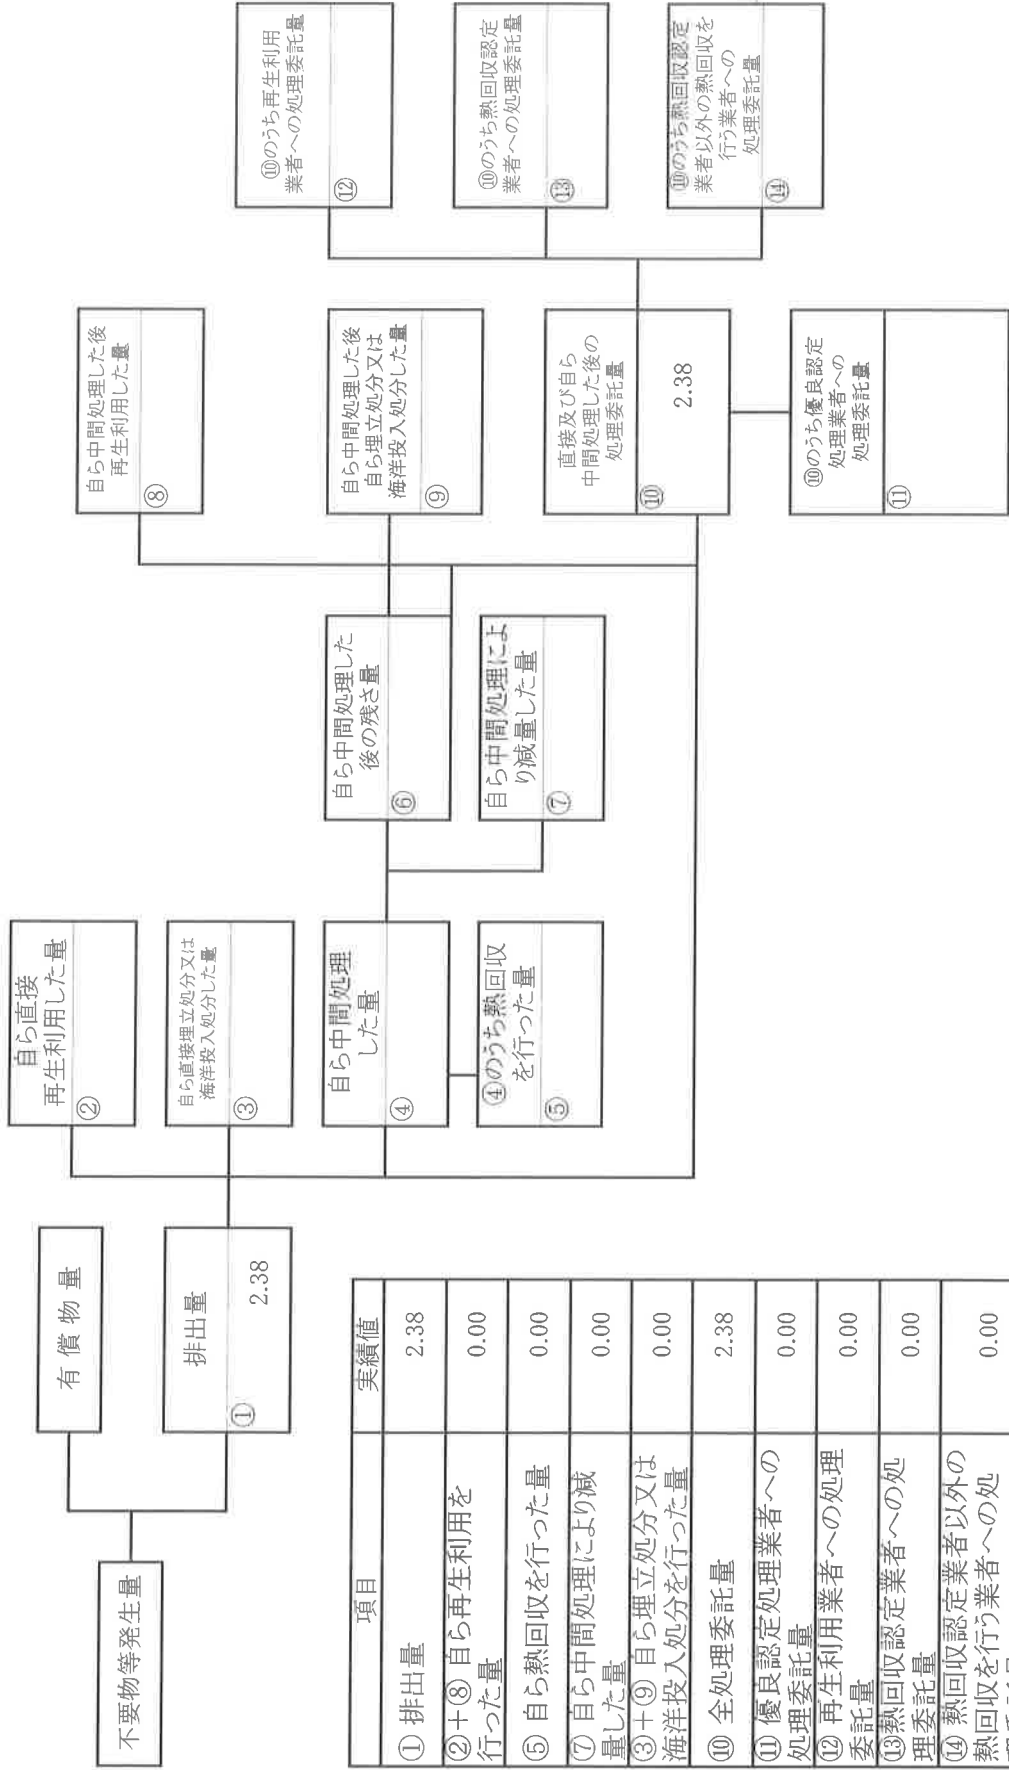 不要物等発生量
有 償 物 量
排出量
①
2.38
自ら直接
再生利用した量
②
自ら直接埋立処分又は
海洋投入処分した量
③
自ら中間処理
した量
④
④のうち熱回収
を行った量
⑤
自ら中間処理した
後の残さ量
⑥
自ら中間処理によ
り減量した量
⑦
自ら中間処理した後
再生利用した量
⑧
自ら中間処理した後
自ら埋立処分又は
海洋投入処分した量
⑨
直接及び自ら
中間処理した後の
処理委託量
⑩
2.38
⑩のうち優良認定
処理業者への
処理委託量
⑪
⑩のうち再生利用
業者への処理委託量
⑫
⑩のうち熱回収認定
業者への処理委託量
⑬
⑩のうち熱回収認定
業者以外の熱回収を
行う業者への
処理委託量
⑭
項目 実績値
① 排出量 2.38
②+⑧ 自ら再生利用を
行った量 0.00
⑤ 自ら熱回収を行った量 0.00
⑦ 自ら中間処理により減
量した量 0.00
③+⑨ 自ら埋立処分又は
海洋投入処分を行った量 0.00
⑩ 全処理委託量 2.38
⑪ 優良認定処理業者への
処理委託量 0.00
⑫ 再生利用業者への処理
委託量 0.00
⑬熱回収認定業者への処
理委託量 0.00
⑭ 熱回収認定業者以外の
熱回収を行う業者への処 0.00